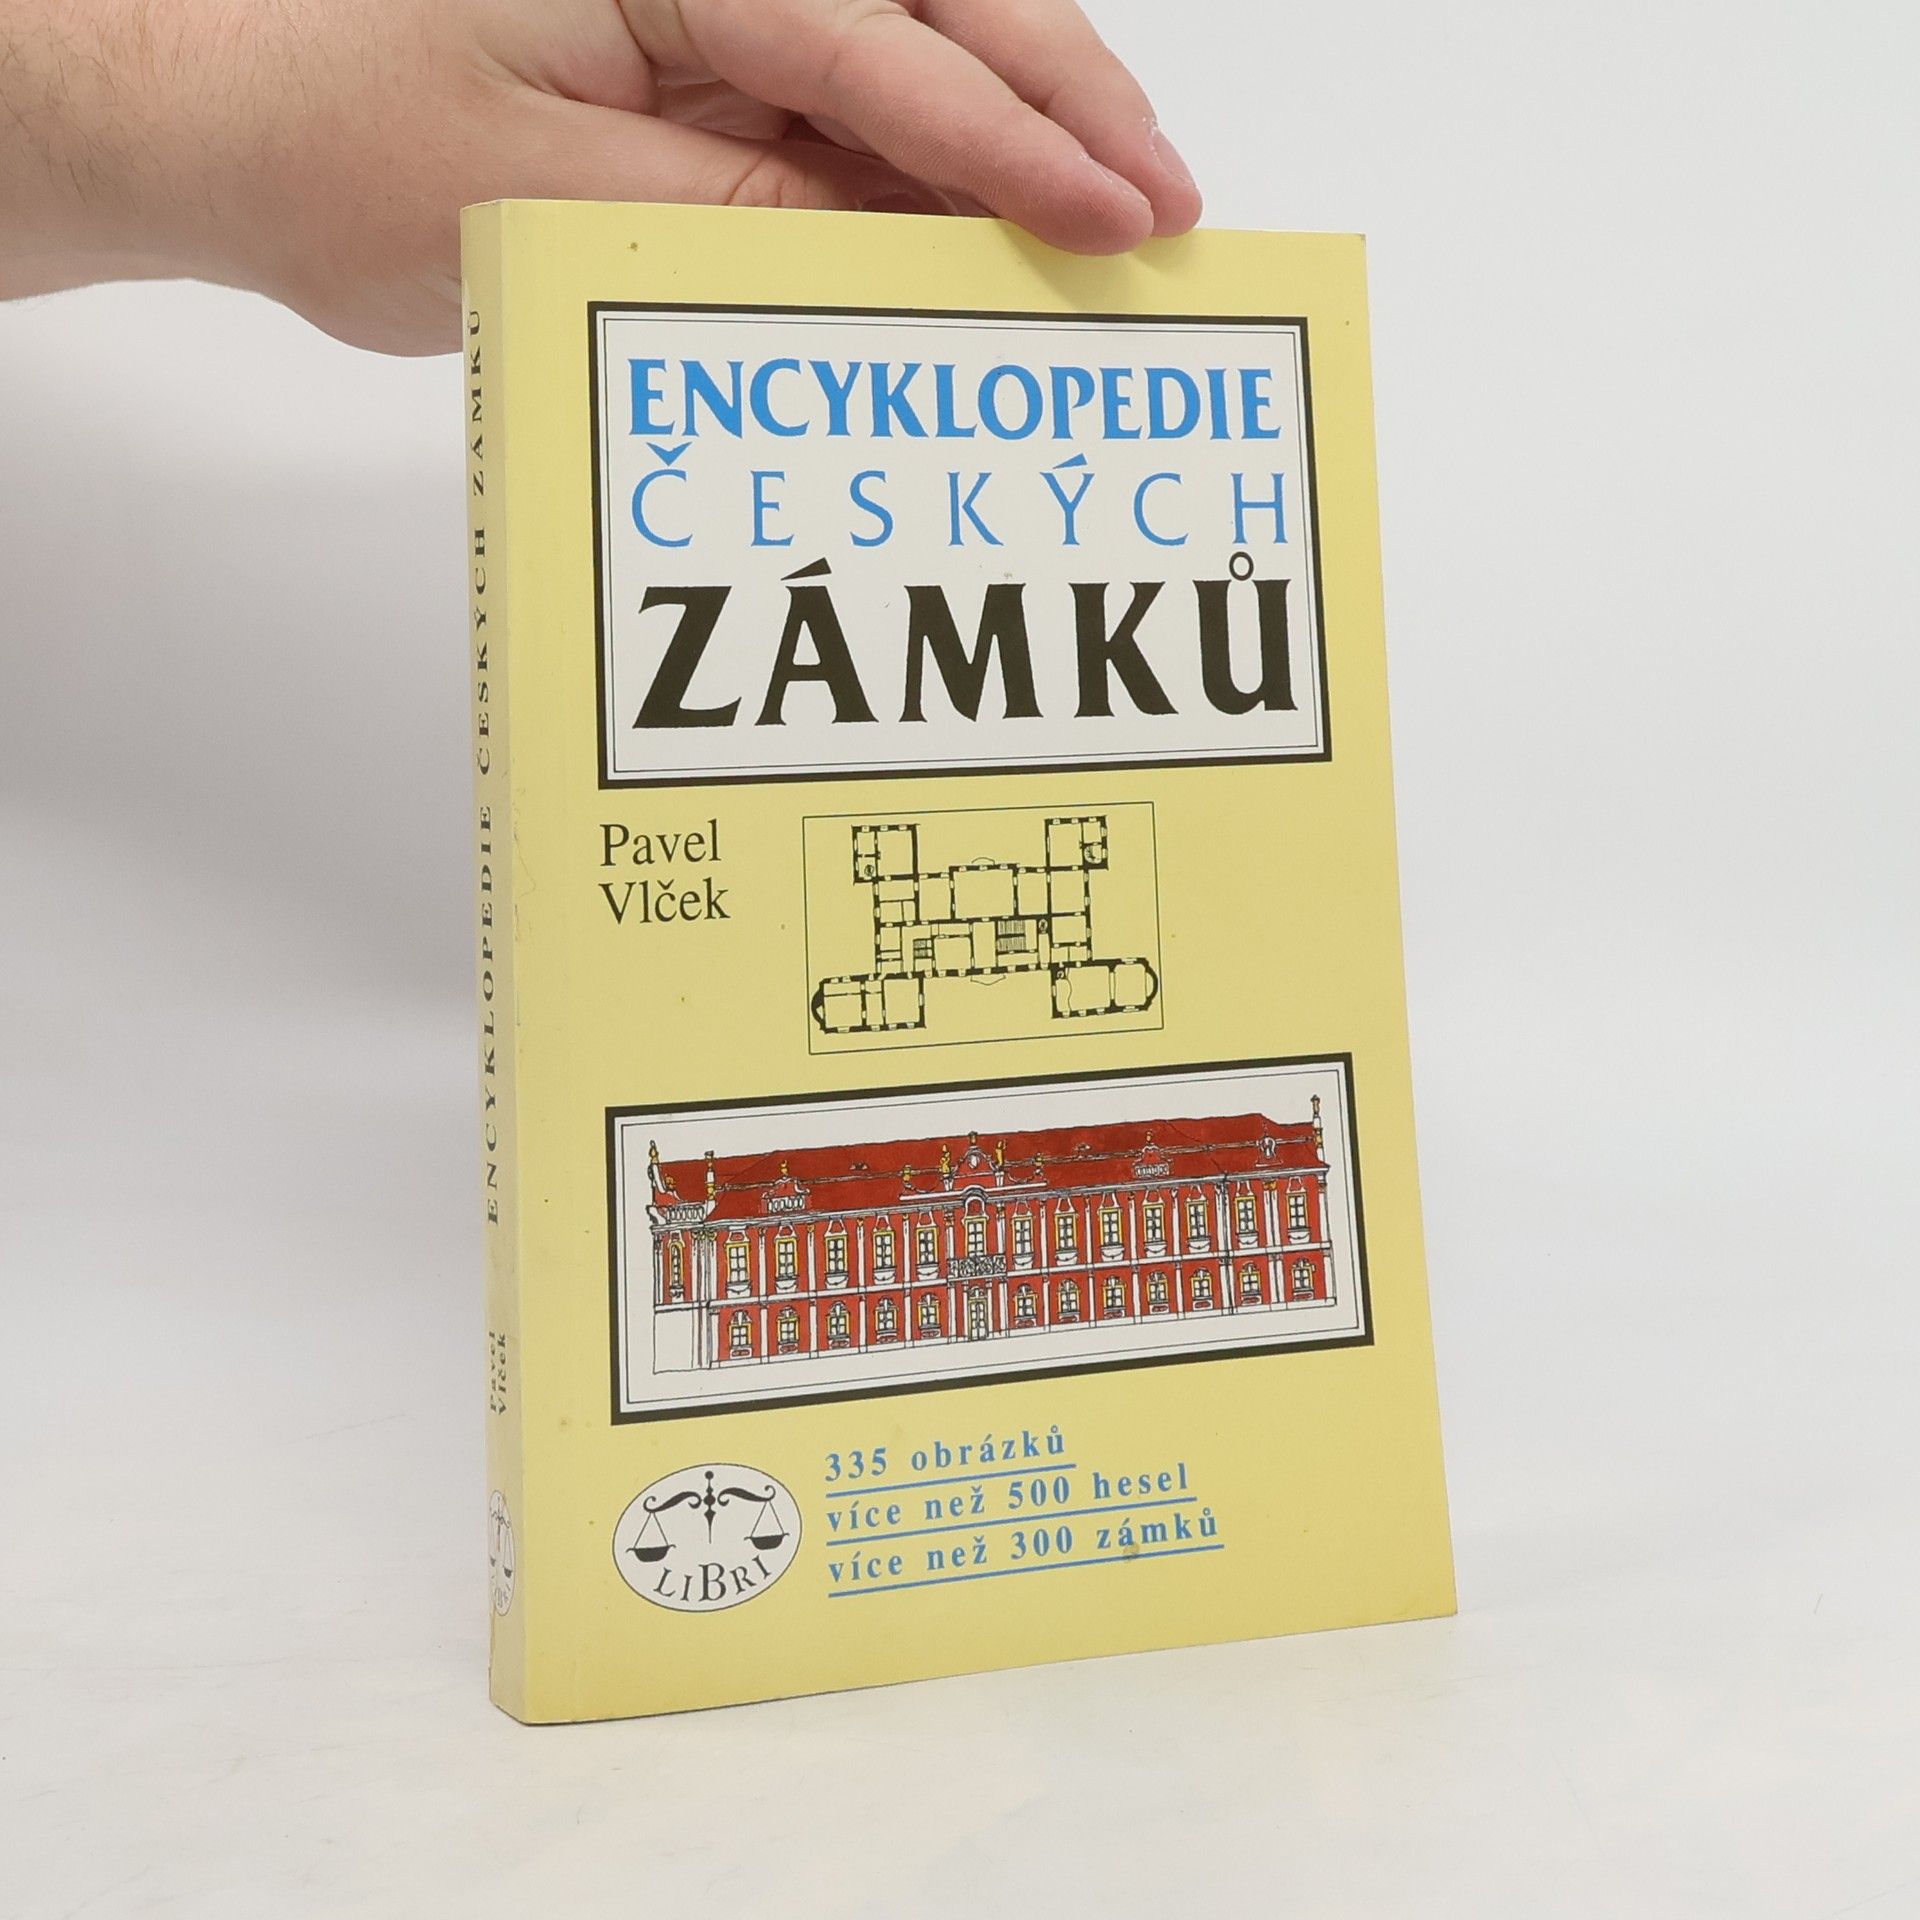 ENCYKLOPEDIE
ČESKÝCH
ZÁMKŮ
Pavel
Vlček
335 obrázků
více než 500 hesel
více než 300 zámků
LIBRI
Pavel
Vlček
ENCYKLOPEDIE ČESKÝCH ZÁMKŮ